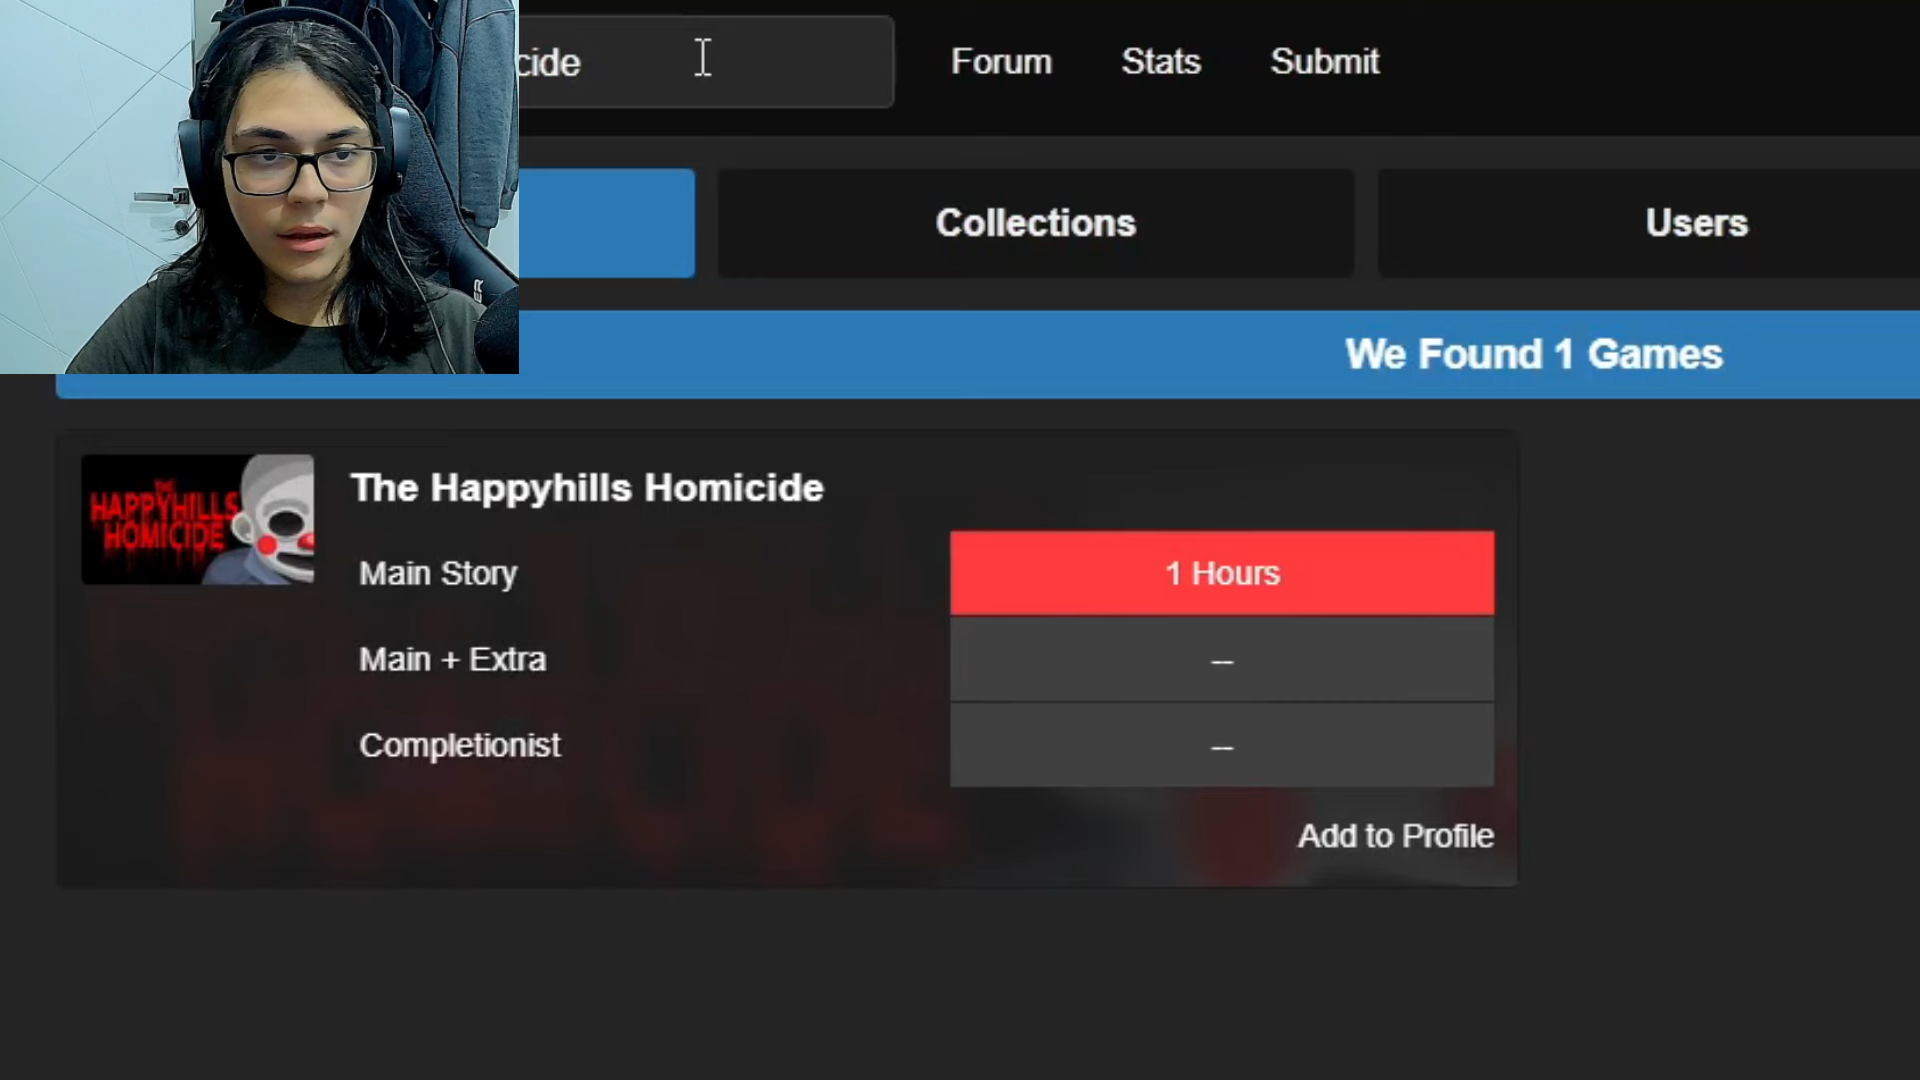 cide
Forum
Stats
Submit
Collections
Users
We Found 1 Games
THE
HAPPYHILLS
HOMICIDE
The Happyhills Homicide
Main Story
1 Hours
Main + Extra
--
Completionist
--
Add to Profile